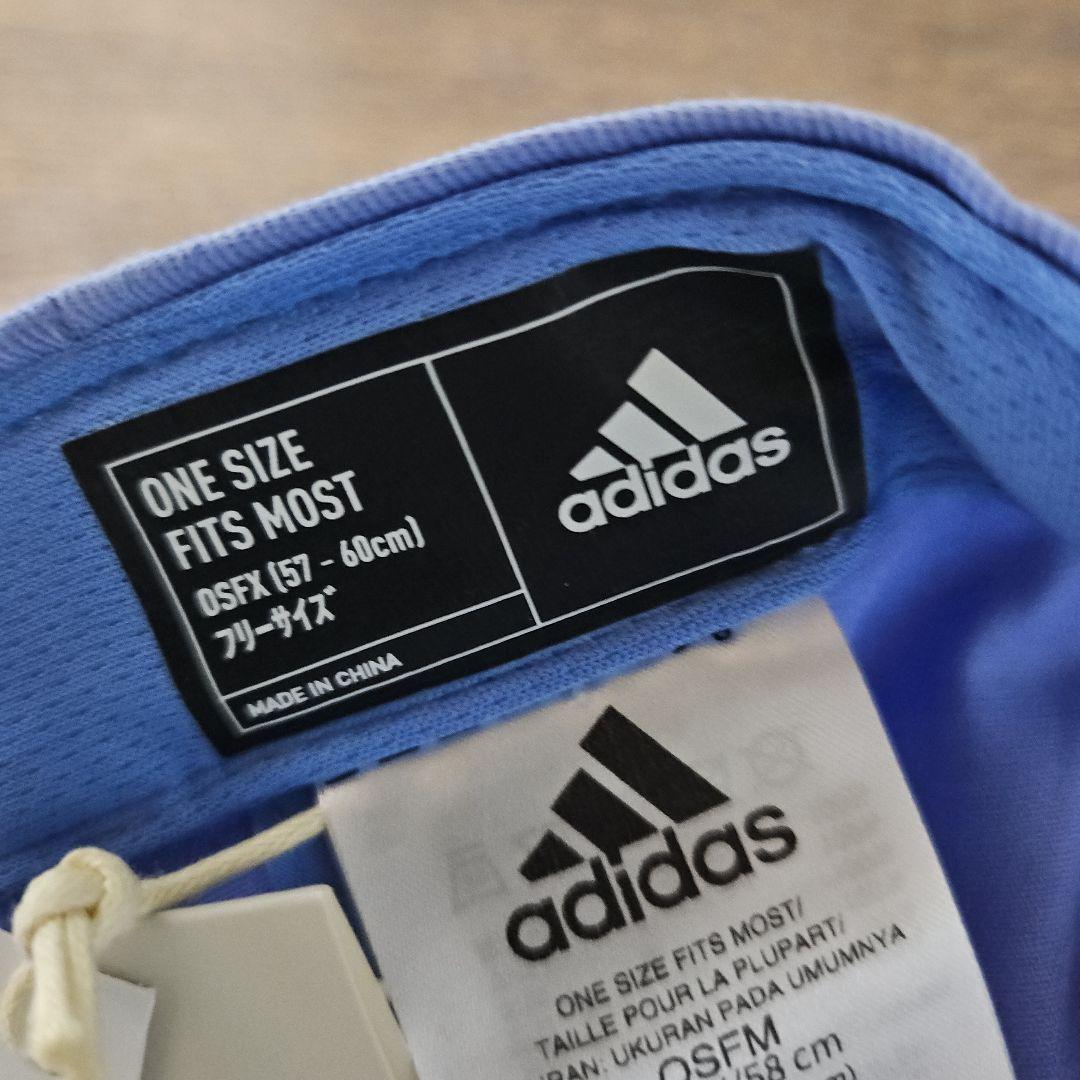 ONE SIZE
FITS MOST
OSFX (57 - 60cm)
フリーサイズ
MADE IN CHINA
adidas
adidas
ONE SIZE FITS MOST/
TAILLE POUR LA PLUPART/
UKURAN PADA UMUMNYA
OSFM
58 cm